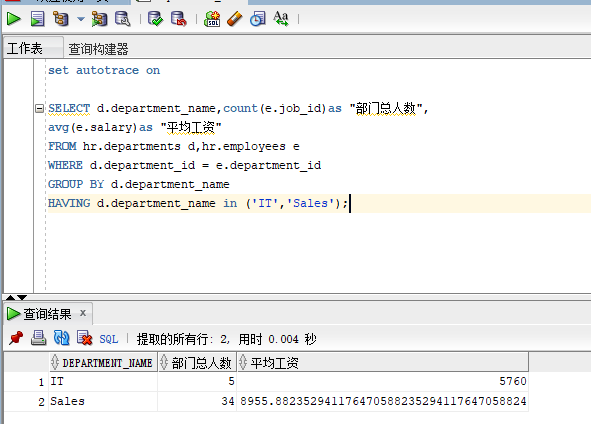 SQL
Aa
工作表
查询构建器
set autotrace on
SELECT d.department_name,count(e.job_id)as "部门总人数",
avg(e.salary)as "平均工资"
FROM hr.departments d,hr.employees e
WHERE d.department_id = e.department_id
GROUP BY d.department_name
HAVING d.department_name in ('IT','Sales');
查询结果 x
SQL | 提取的所有行: 2, 用时 0.004 秒
DEPARTMENT_NAME 部门总人数 平均工资
1 IT 5 5760
2 Sales 34 8955.88235294117647058823529411764705882​4